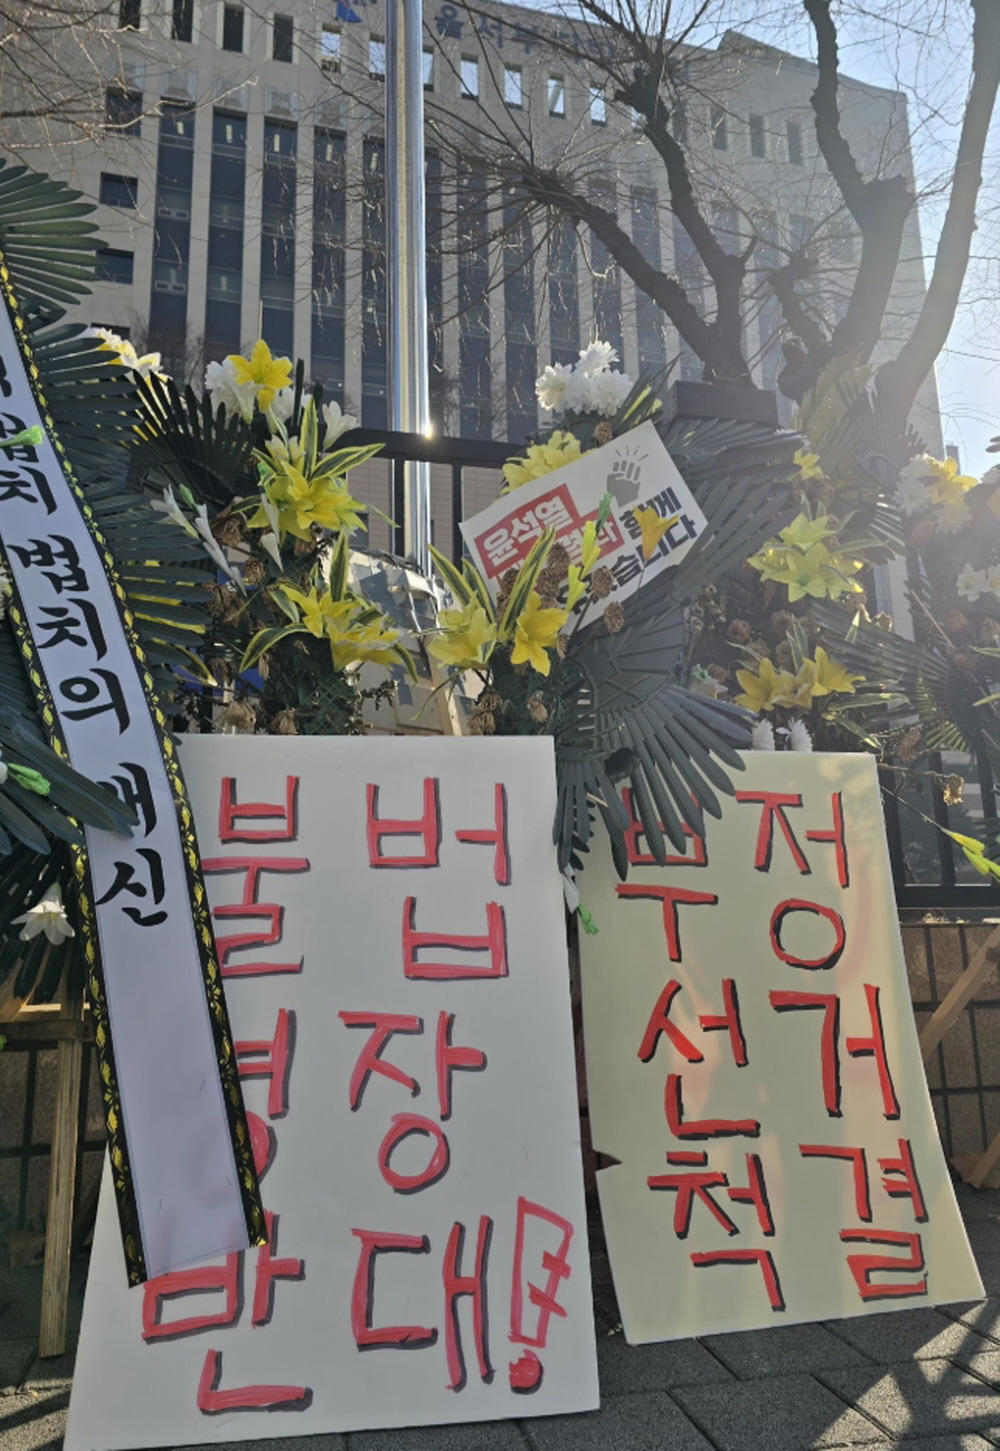 울서부지
법치 법치의 배신
윤석열
함께
습니다
불법
영장
반대!
부정
선거
척결